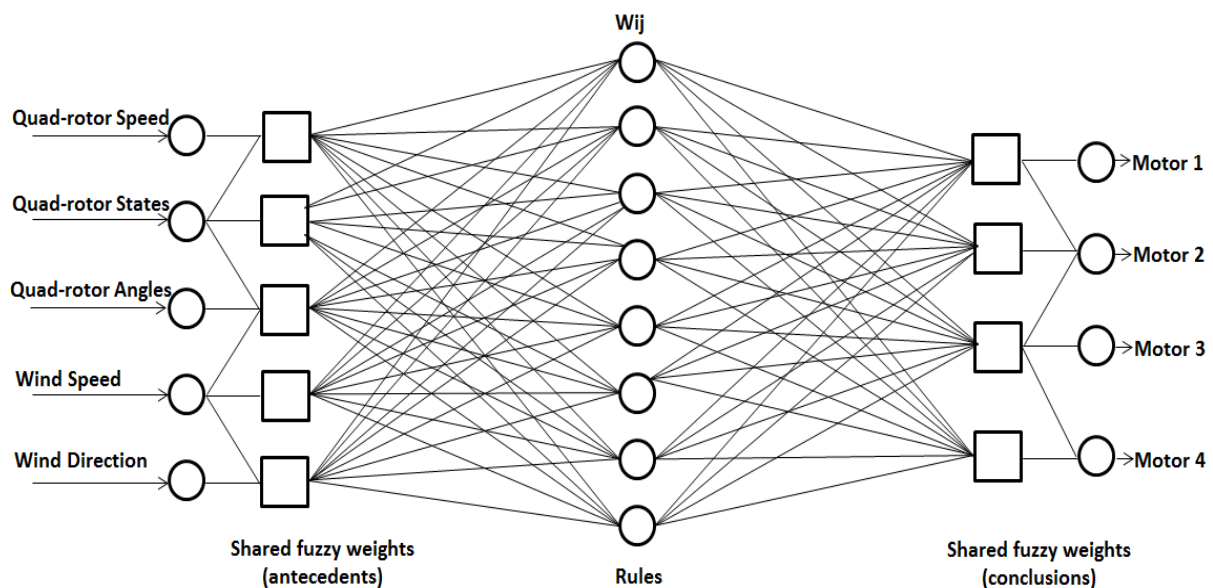 Wij
Quad-rotor Speed
Quad-rotor States
Quad-rotor Angles
Wind Speed
Wind Direction
Motor 1
Motor 2
Motor 3
Motor 4
Shared fuzzy weights
(antecedents)
Rules
Shared fuzzy weights
(conclusions)